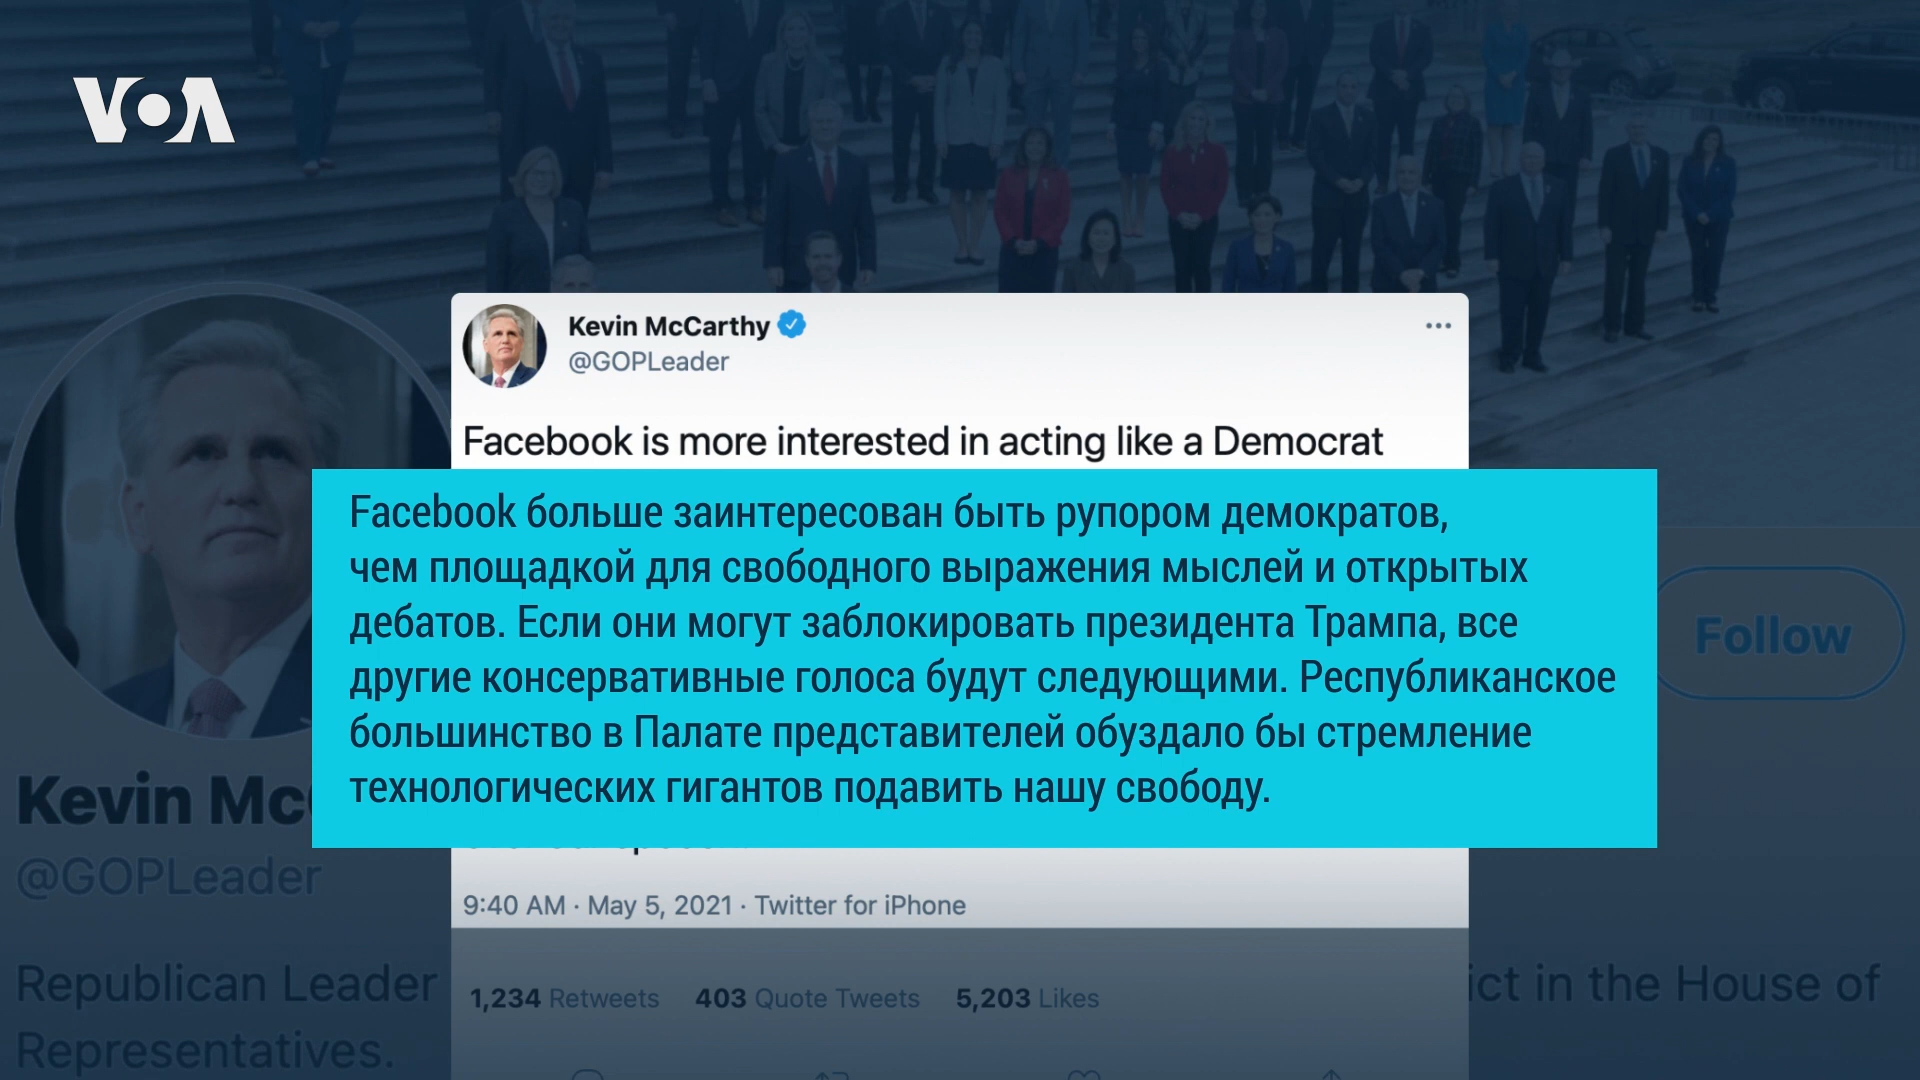 VOA
Kevin McCarthy
@GOPLeader
Facebook is more interested in acting like a Democrat
Facebook больше заинтересован быть рупором демократов,
чем площадкой для свободного выражения мыслей и открытых
дебатов. Если они могут заблокировать президента Трампа, все
другие консервативные голоса будут следующими. Республиканское
большинство в Палате представителей обуздало бы стремление
технологических гигантов подавить нашу свободу.
Follow
9:40 AM · May 5, 2021 · Twitter for iPhone
1,234 Retweets 403 Quote Tweets 5,203 Likes
Kevin Mc
@GOPLeader
Republican Leader
ict in the House of
Representatives.